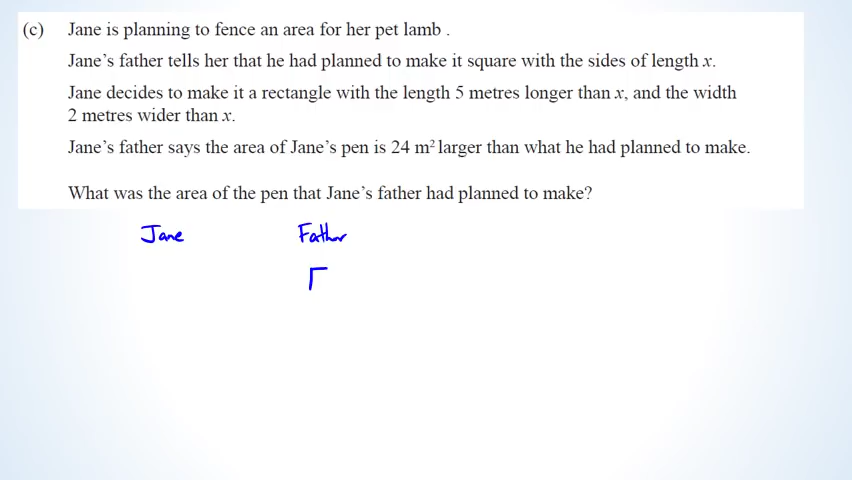 (c) Jane is planning to fence an area for her pet lamb .
Jane's father tells her that he had planned to make it square with the sides of length x.
Jane decides to make it a rectangle with the length 5 metres longer than x, and the width
2 metres wider than x.
Jane's father says the area of Jane's pen is 24 m² larger than what he had planned to make.
What was the area of the pen that Jane's father had planned to make?
Jane Father